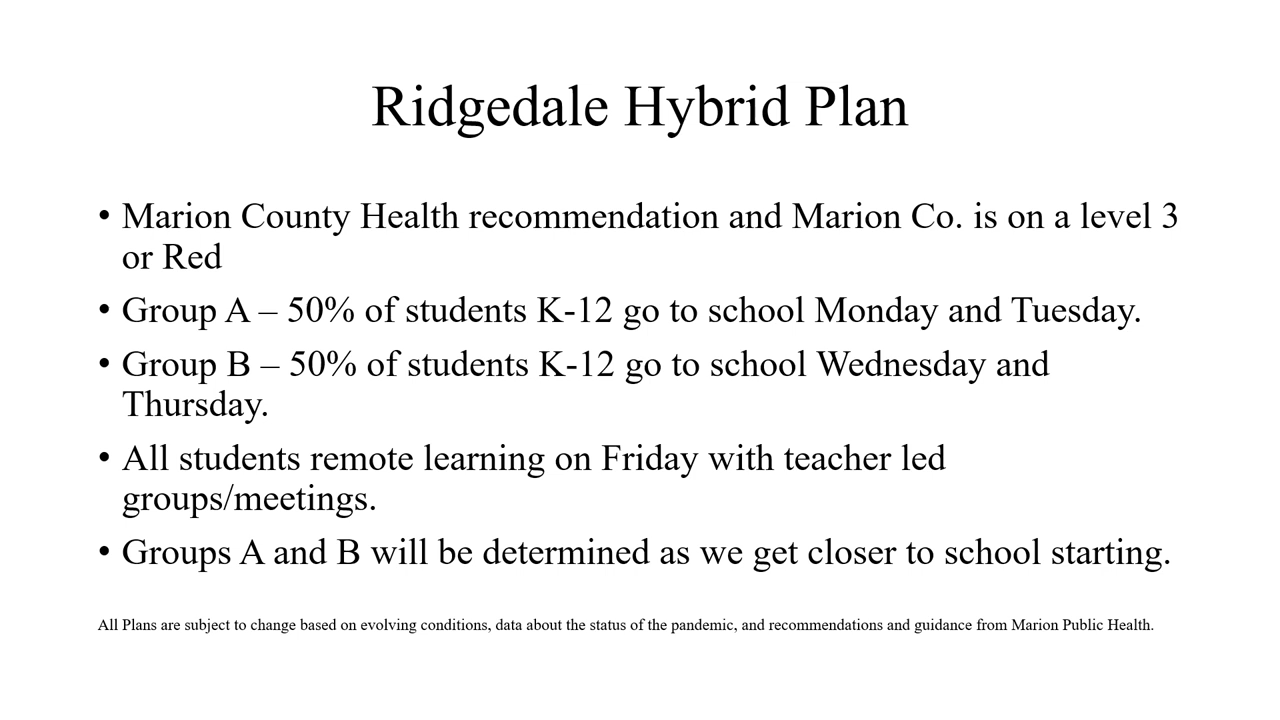 Ridgedale Hybrid Plan
• Marion County Health recommendation and Marion Co. is on a level 3
or Red
• Group A – 50% of students K-12 go to school Monday and Tuesday.
• Group B – 50% of students K-12 go to school Wednesday and
Thursday.
• All students remote learning on Friday with teacher led
groups/meetings.
• Groups A and B will be determined as we get closer to school starting.
All Plans are subject to change based on evolving conditions, data about the status of the pandemic, and recommendations and guidance from Marion Public Health.